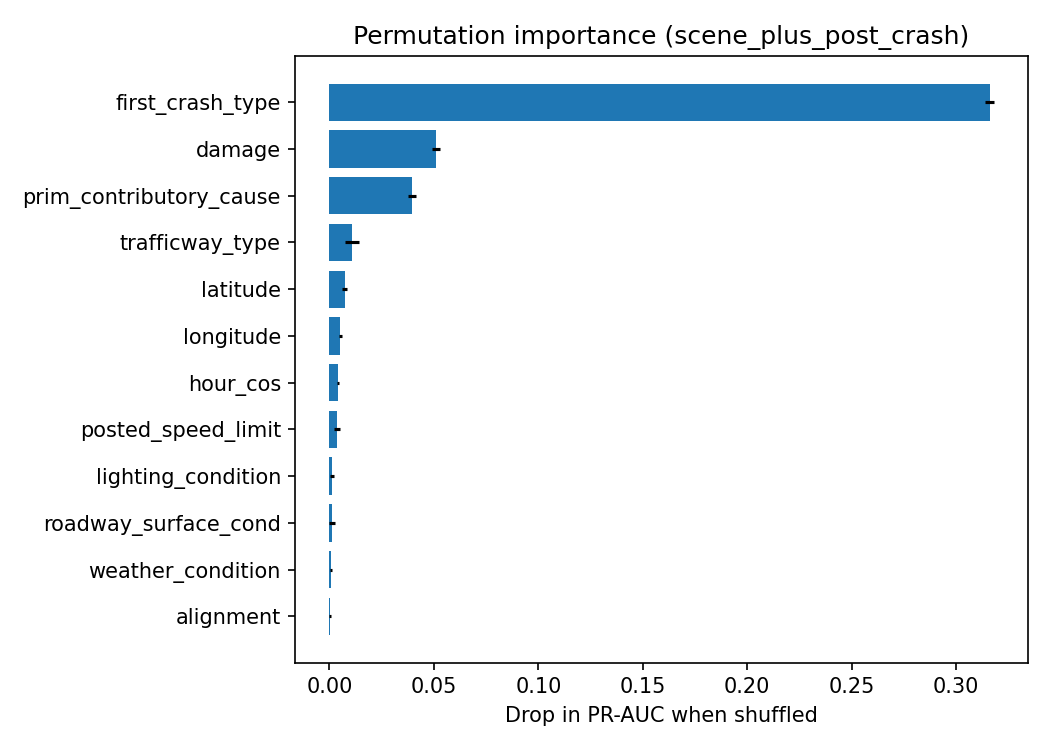 Permutation importance (scene_plus_post_crash)
first_crash_type
damage
prim_contributory_cause
trafficway_type
latitude
longitude
hour_cos
posted_speed_limit
lighting_condition
roadway_surface_cond
weather_condition
alignment
0.00 0.05 0.10 0.15 0.20 0.25 0.30
Drop in PR-AUC when shuffled